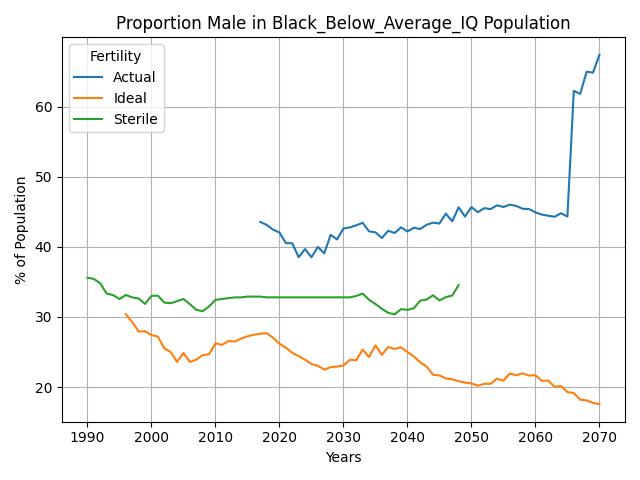 Proportion Male in Black_Below_Average_IQ Population
Fertility
Actual
Ideal
Sterile
% of Population
60
50
40
30
20
1990 2000 2010 2020 2030 2040 2050 2060 2070
Years